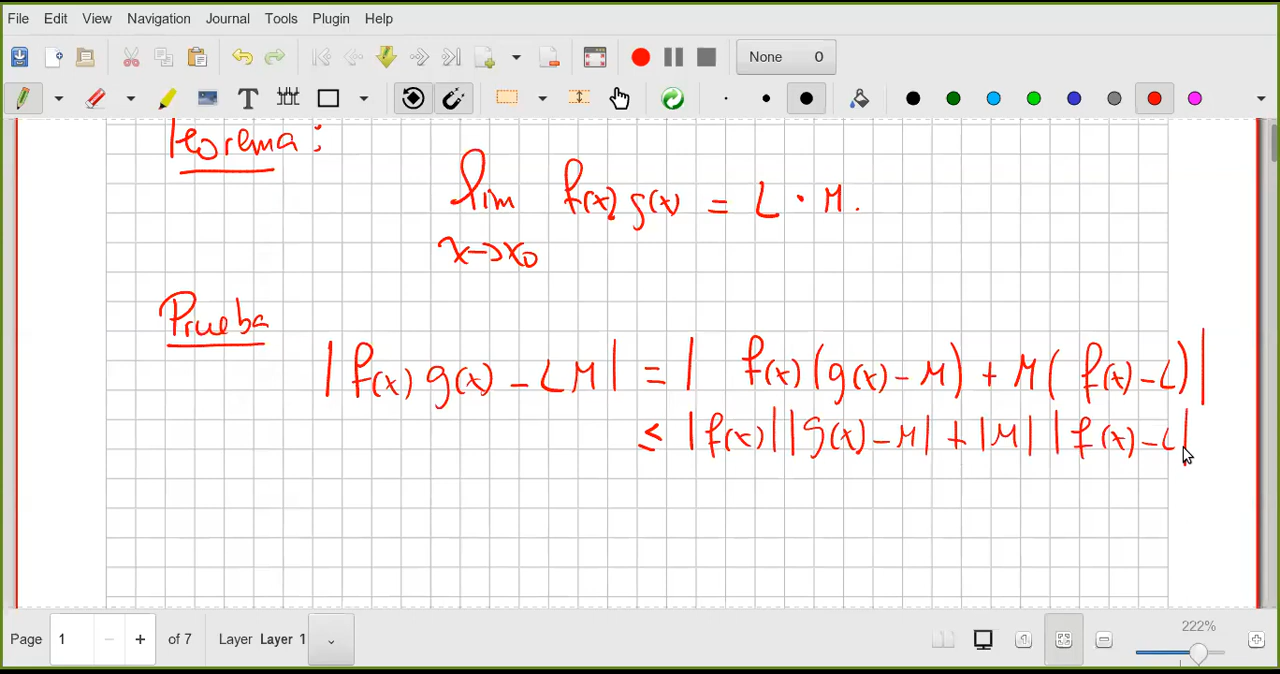 File Edit View Navigation Journal Tools Plugin Help
None 0
Teorema:
lim f(x) g(x) = L · M.
x→x₀
Prueba
|f(x) g(x) - LM| = | f(x) (g(x) - M) + M ( f(x) - L)|
≤ |f(x)| |g(x) - M| + |M| |f(x) - L|
Page 1 of 7 Layer Layer 1 222%